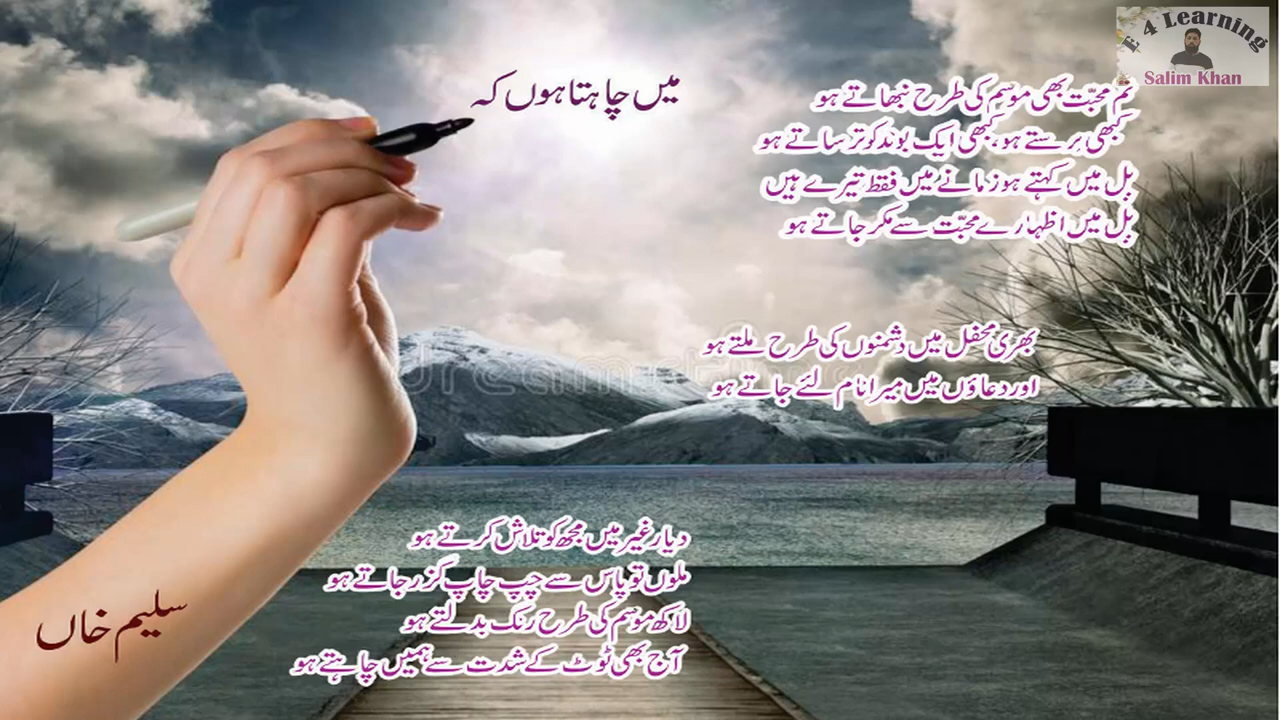 E 4 Learning
Salim Khan
میں چاہتا ہوں کہ
تم محبّت بھی موسم کی طرح نبھاتے ہو
کبھی برستے ہو، کبھی ایک بوند کو ترساتے ہو
پل میں کہتے ہو زمانے میں فقط تیرے ہیں
پل میں اظہارے محبّت سے مکر جاتے ہو
بھری محفل میں دشمنوں کی طرح ملتے ہو
اور دعاؤں میں میرا نام لئے جاتے ہو
دیارِ غیر میں مجھ کو تلاش کرتے ہو
ملوں تو پاس سے چپ چاپ گزر جاتے ہو
لاکھ موسم کی طرح رنگ بدلتے ہو
آج بھی ٹوٹ کے شدت سے ہمیں چاہتے ہو
سلیم خاں
dreamstime